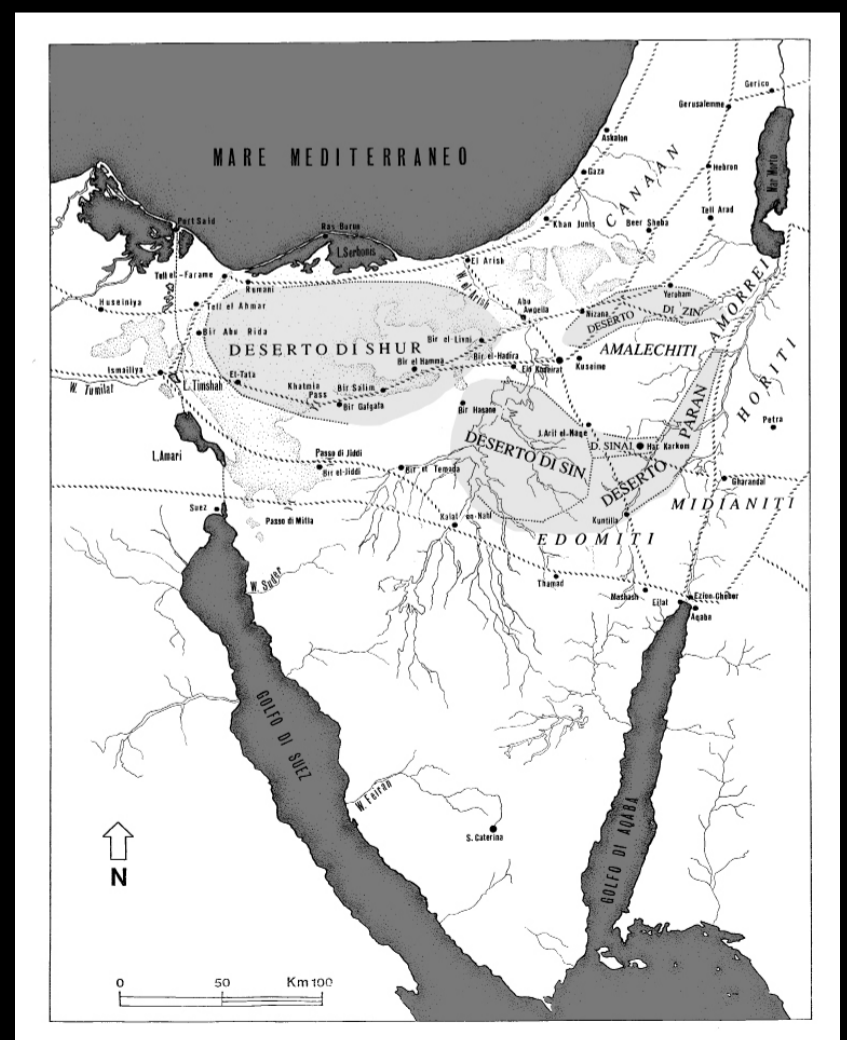 Gerico
Gerusalemme
MARE MEDITERRANEO
Askalon
Gaza
CANAAN
Hebron
Mar Morto
Tell Arad
Port Said
Ras Burun
L.Serbonis
Khan Junis
Beer Sheba
Tell el-Farame
Rumani
El Arish
W. el-Arish
Huseiniya
Tell el Ahmar
Abu Awgeila
Nizana
Yeroham
DESERTO DI ZIN
AMORREI
Bir Abu Rida
DESERTO DI SHUR
Bir el-Livni
AMALECHITI
HORITI
Ismailiya
W. Tumilat
L.Timshah
El-Tata
Khatmia Pass
Bir Salim
Bir el Hamma
Bir el-Hadira
Ein Kudeirat
Kuseime
Bir Gafgafa
Bir Hasane
J.Arif el-Naqe
D. SINAI
Har Karkom
DESERTO PARAN
Petra
L.Amari
Passo di Jiddi
Bir el-Jiddi
Bir el Temada
DESERTO DI SIN
Gharandal
MIDIANITI
Suez
Passo di Mitla
Kalat en-Nahl
Kuntilla
EDOMITI
W. Sudr
Thamad
Mashash
Eilat
Ezion Gheber
Aqaba
GOLFO DI SUEZ
W. Feiran
S. Caterina
GOLFO DI AQABA
N
0 50 Km 100